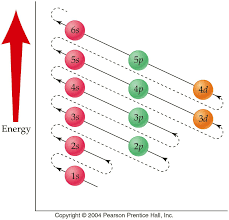 6s
5s 5p
4s 4p 4d
3s 3p 3d
2s 2p
1s
Energy
Copyright © 2004 Pearson Prentice Hall, Inc.